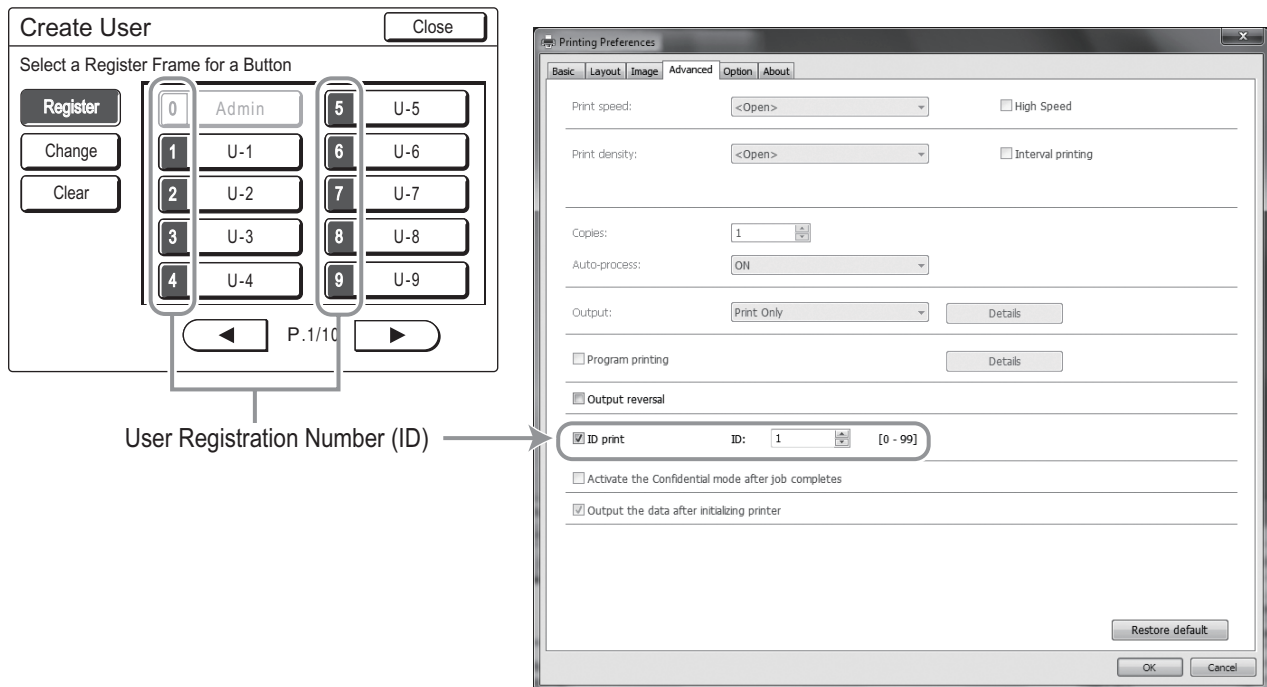 Create User
Close
Select a Register Frame for a Button
Register
Change
Clear
0 Admin
1 U-1
2 U-2
3 U-3
4 U-4
5 U-5
6 U-6
7 U-7
8 U-8
9 U-9
P.1/10
User Registration Number (ID)
Printing Preferences
Basic Layout Image Advanced Option About
Print speed: <Open> High Speed
Print density: <Open> Interval printing
Copies: 1
Auto-process: ON
Output: Print Only Details
Program printing Details
Output reversal
ID print ID: 1 [0 - 99]
Activate the Confidential mode after job completes
Output the data after initializing printer
Restore default
OK Cancel